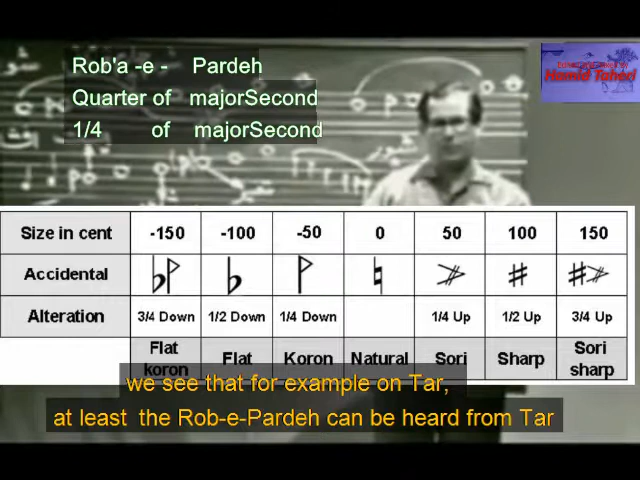 Rob'a -e - Pardeh
Quarter of majorSecond
1/4 of majorSecond
Hamid Taheri
Size in cent -150 -100 -50 0 50 100 150
Accidental
Alteration 3/4 Down 1/2 Down 1/4 Down 1/4 Up 1/2 Up 3/4 Up
Flat koron Flat Koron Natural Sori Sharp Sori sharp
we see that for example on Tar,
at least the Rob-e-Pardeh can be heard from Tar